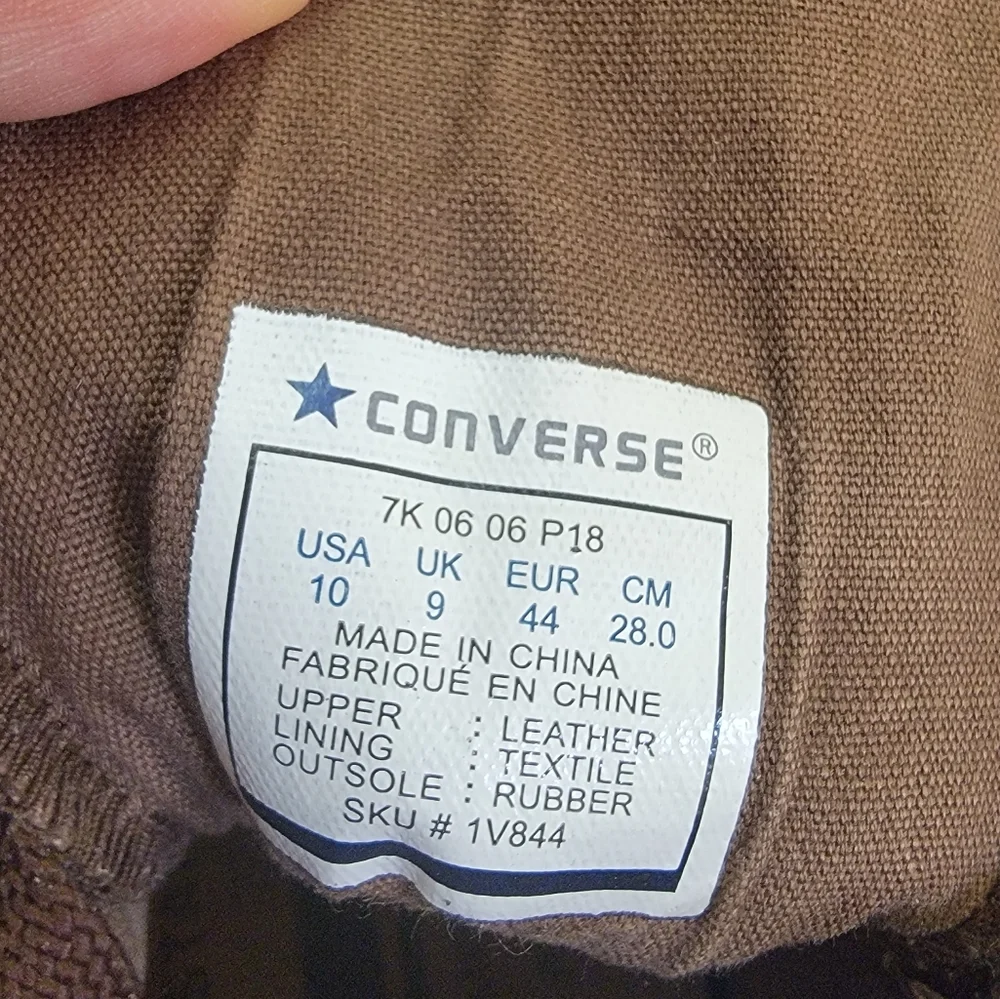 CONVERSE®
7K 06 06 P18
USA UK EUR CM
10 9 44 28.0
MADE IN CHINA
FABRIQUÉ EN CHINE
UPPER : LEATHER
LINING : TEXTILE
OUTSOLE : RUBBER
SKU # 1V844